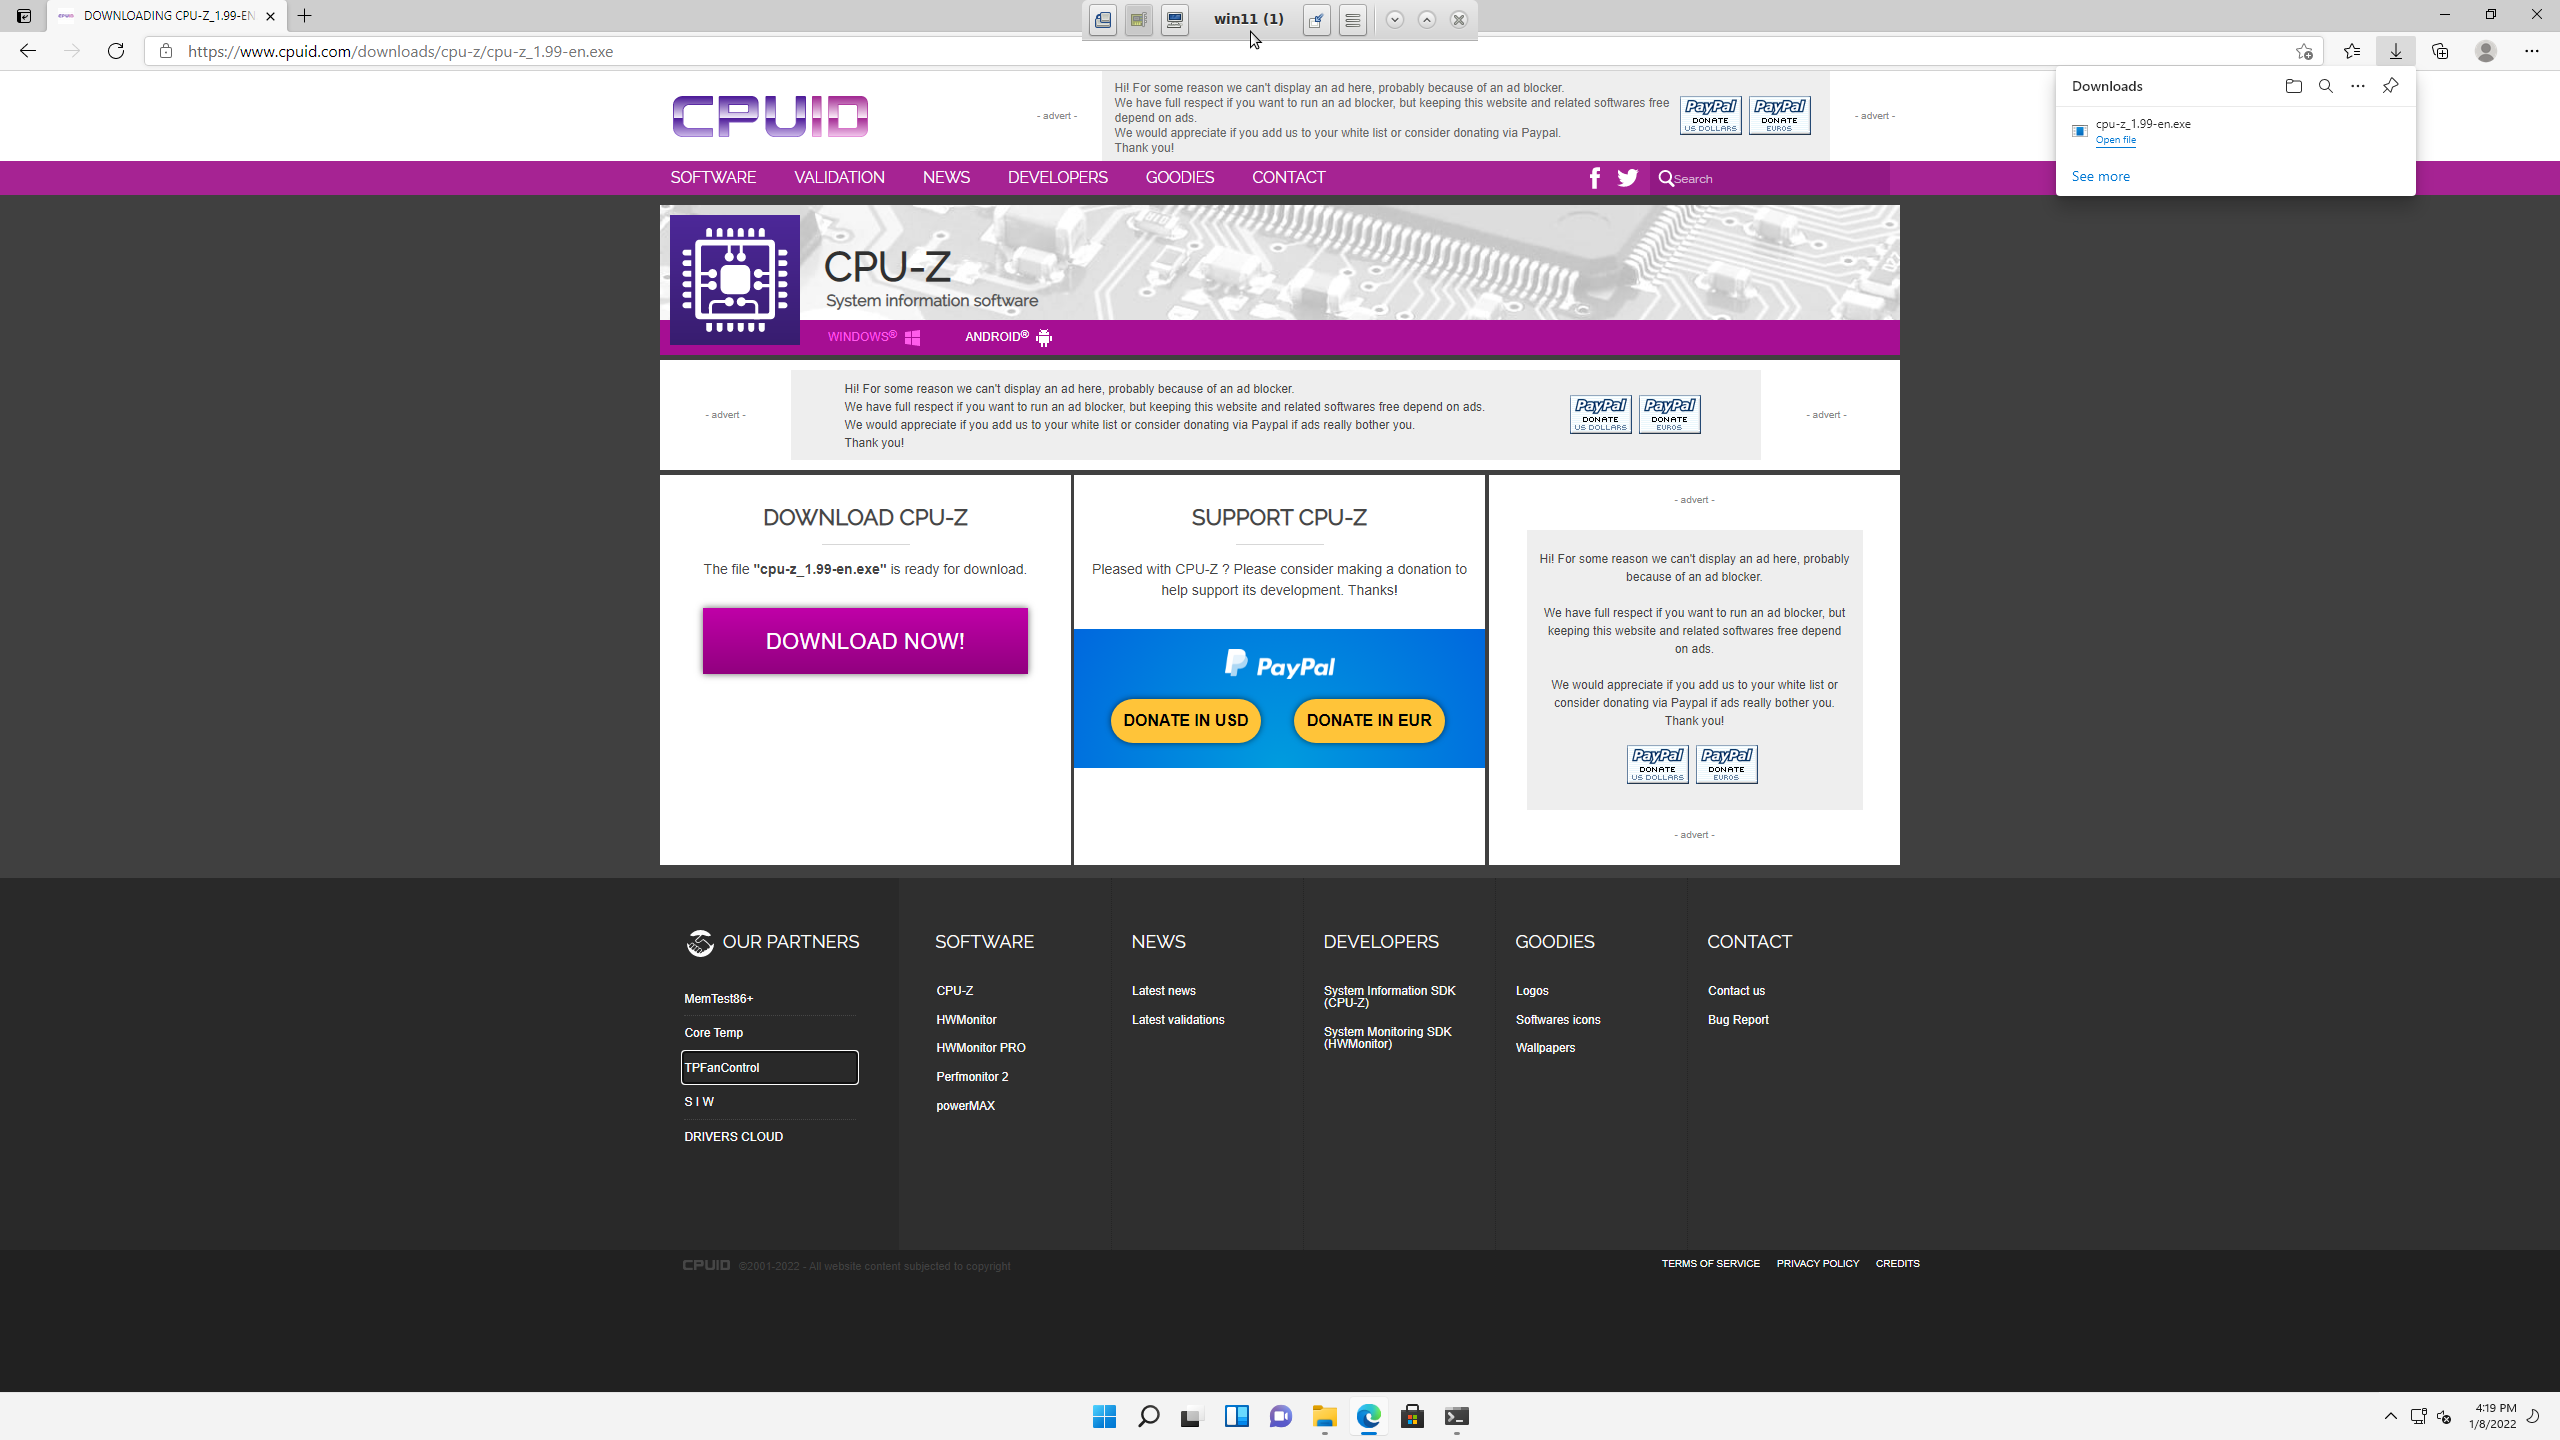 DOWNLOADING CPU-Z_1.99-EN
win11 (1)
https://www.cpuid.com/downloads/cpu-z/cpu-z_1.99-en.exe
Downloads
cpu-z_1.99-en.exe
Open file
See more
CPUID
- advert -
Hi! For some reason we can't display an ad here, probably because of an ad blocker.
We have full respect if you want to run an ad blocker, but keeping this website and related softwares free
depend on ads.
We would appreciate if you add us to your white list or consider donating via Paypal.
Thank you!
PayPal
DONATE
US DOLLARS
PayPal
DONATE
EUROS
- advert -
SOFTWARE
VALIDATION
NEWS
DEVELOPERS
GOODIES
CONTACT
Search
CPU-Z
System information software
WINDOWS®
ANDROID®
- advert -
Hi! For some reason we can't display an ad here, probably because of an ad blocker.
We have full respect if you want to run an ad blocker, but keeping this website and related softwares free depend on ads.
We would appreciate if you add us to your white list or consider donating via Paypal if ads really bother you.
Thank you!
PayPal
DONATE
US DOLLARS
PayPal
DONATE
EUROS
- advert -
DOWNLOAD CPU-Z
The file "cpu-z_1.99-en.exe" is ready for download.
DOWNLOAD NOW!
SUPPORT CPU-Z
Pleased with CPU-Z ? Please consider making a donation to
help support its development. Thanks!
PayPal
DONATE IN USD
DONATE IN EUR
- advert -
Hi! For some reason we can't display an ad here, probably
because of an ad blocker.
We have full respect if you want to run an ad blocker, but
keeping this website and related softwares free depend
on ads.
We would appreciate if you add us to your white list or
consider donating via Paypal if ads really bother you.
Thank you!
PayPal
DONATE
US DOLLARS
PayPal
DONATE
EUROS
- advert -
OUR PARTNERS
MemTest86+
Core Temp
TPFanControl
S I W
DRIVERS CLOUD
SOFTWARE
CPU-Z
HWMonitor
HWMonitor PRO
Perfmonitor 2
powerMAX
NEWS
Latest news
Latest validations
DEVELOPERS
System Information SDK
(CPU-Z)
System Monitoring SDK
(HWMonitor)
GOODIES
Logos
Softwares icons
Wallpapers
CONTACT
Contact us
Bug Report
CPUID ©2001-2022 - All website content subjected to copyright
TERMS OF SERVICE
PRIVACY POLICY
CREDITS
4:19 PM
1/8/2022